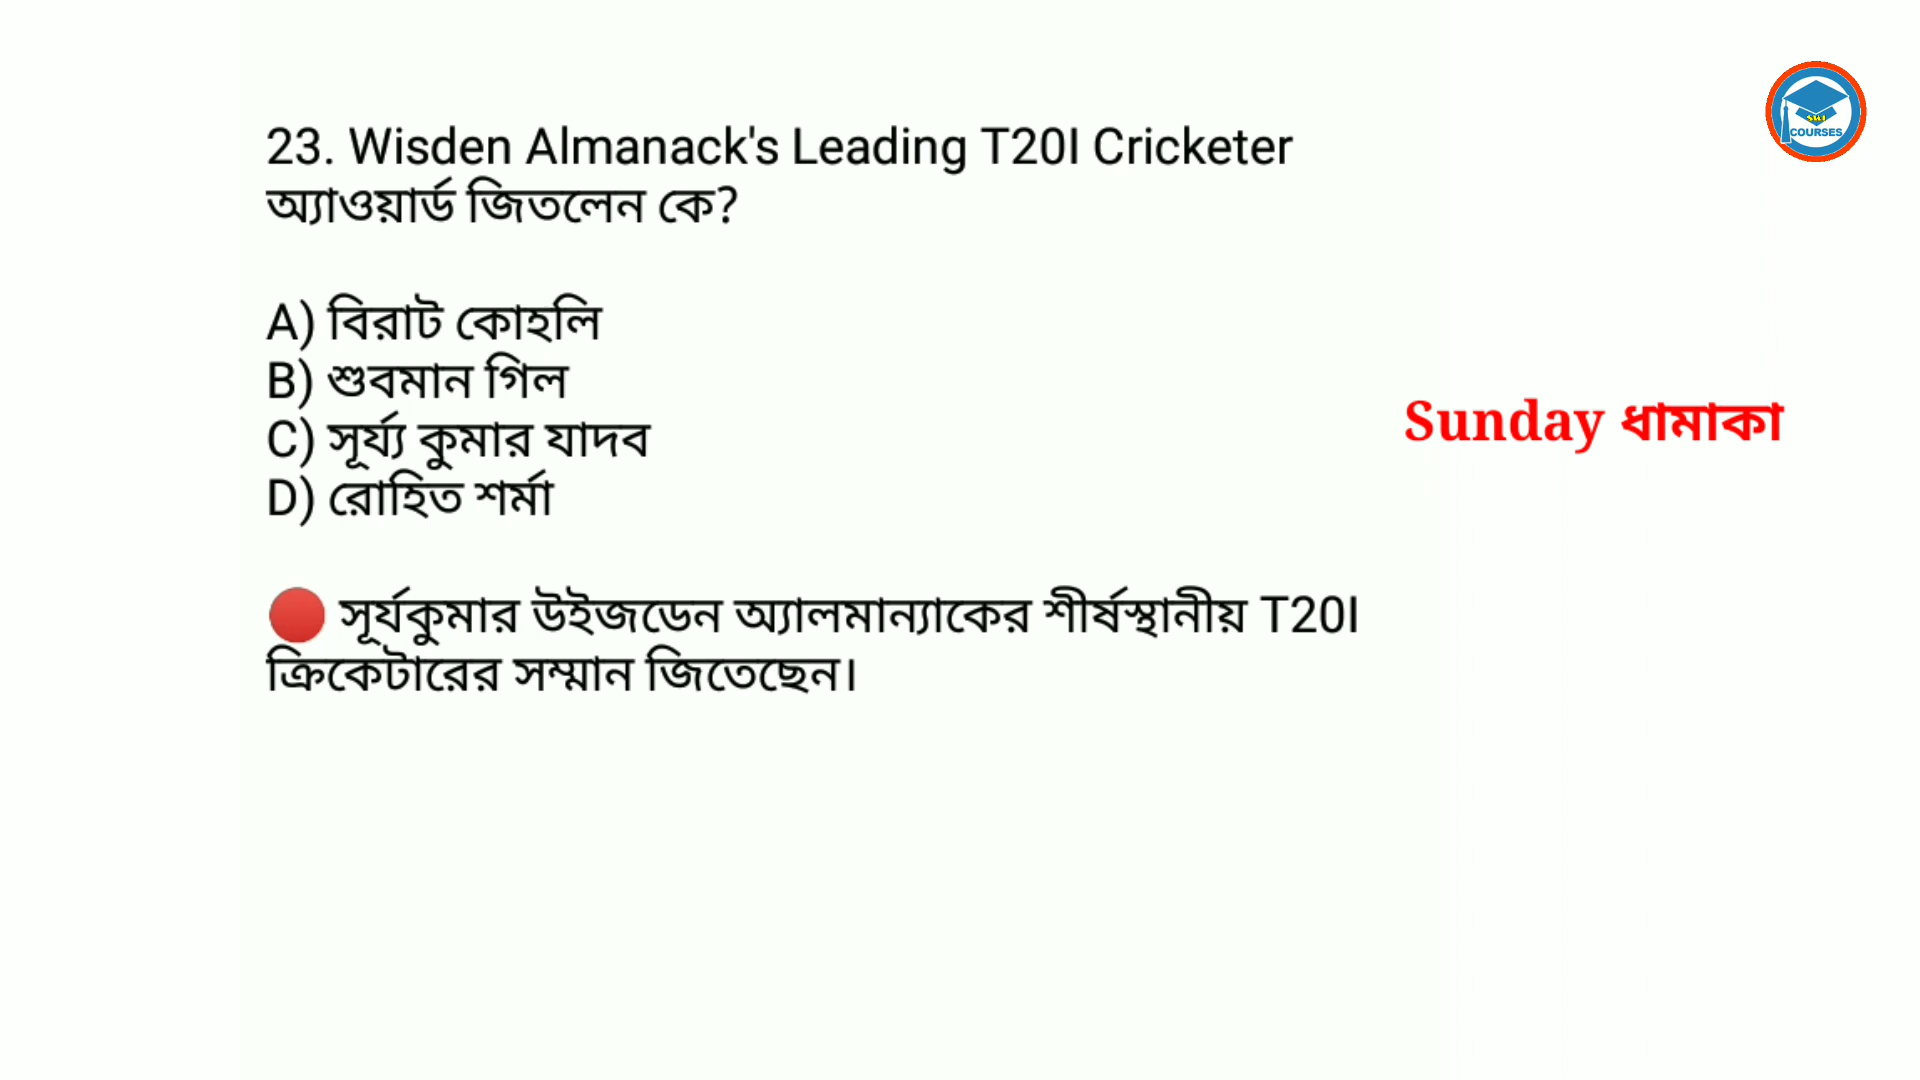 23. Wisden Almanack's Leading T20I Cricketer
অ্যাওয়ার্ড জিতলেন কে?
A) বিরাট কোহলি
B) শুবমান গিল
C) সূর্য্য কুমার যাদব
D) রোহিত শর্মা
🔴 সূর্যকুমার উইজডেন অ্যালমান্যাকের শীর্ষস্থানীয় T20I
ক্রিকেটারের সম্মান জিতেছেন।
Sunday ধামাকা
COURSES